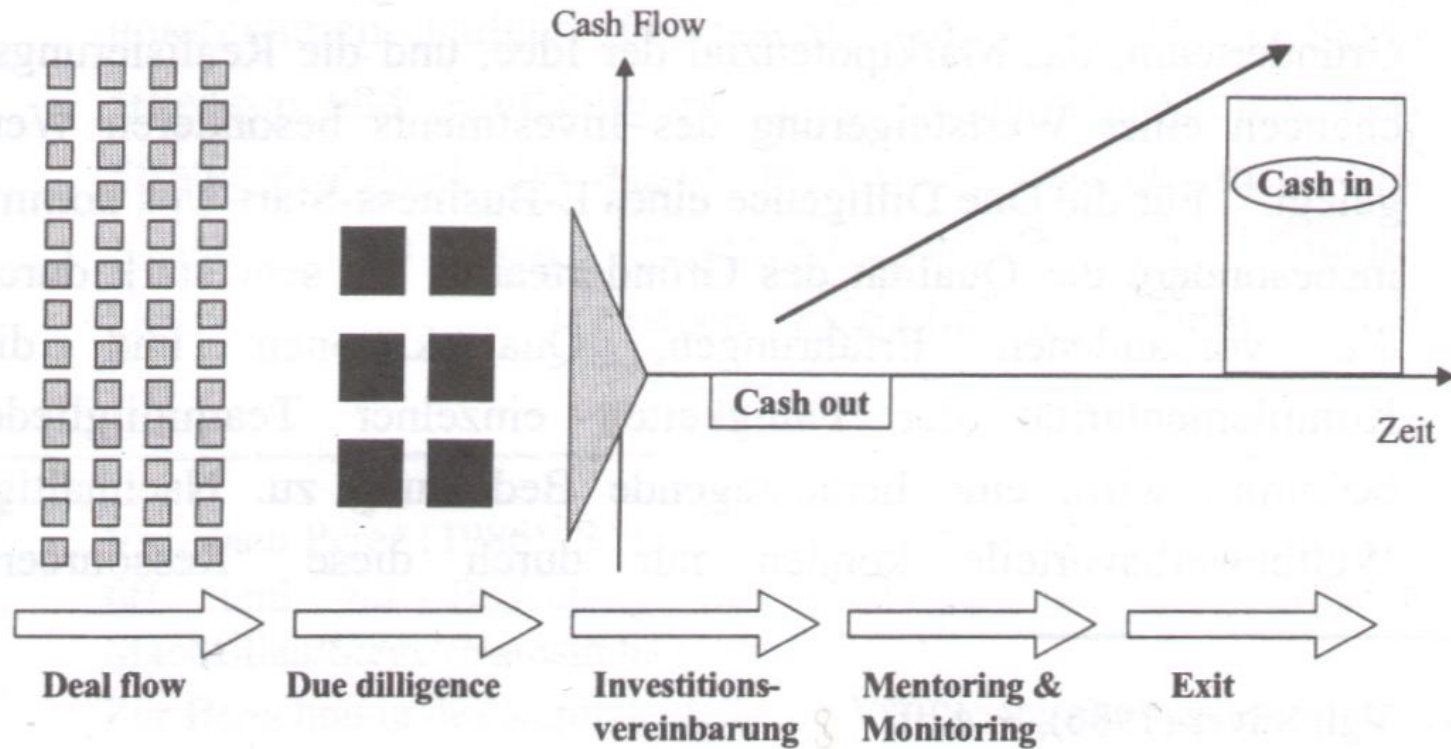 Cash Flow
Cash in
Cash out
Zeit
Deal flow
Due dilligence
Investitions-
vereinbarung
Mentoring &
Monitoring
Exit